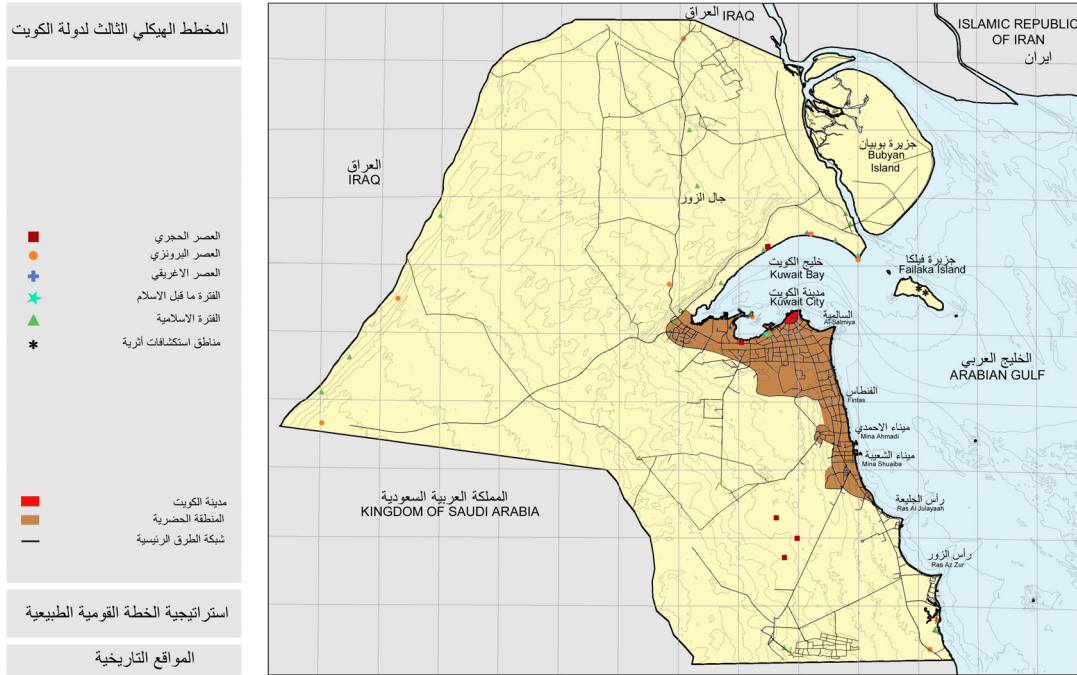 المخطط الهيكلي الثالث لدولة الكويت
العصر الحجري
العصر البرونزي
العصر الاغريقي
الفترة ما قبل الاسلام
الفترة الاسلامية
مناطق استكشافات أثرية
مدينة الكويت
المنطقة الحضرية
شبكة الطرق الرئيسية
استراتيجية الخطة القومية الطبيعية
المواقع التاريخية
العراق IRAQ
ISLAMIC REPUBLIC
OF IRAN
ايران
العراق
IRAQ
جزيرة بوبيان
Bubyan
Island
جال الزور
خليج الكويت
Kuwait Bay
جزيرة فيلكا
Failaka Island
مدينة الكويت
Kuwait City
السالمية
Al-Salmiya
الخليج العربي
ARABIAN GULF
الفنطاس
Fintas
ميناء الاحمدي
Mina Ahmadi
ميناء الشعيبة
Mina Shuaiba
المملكة العربية السعودية
KINGDOM OF SAUDI ARABIA
رأس الجليعة
Ras Al Julayaah
رأس الزور
Ras Az Zur